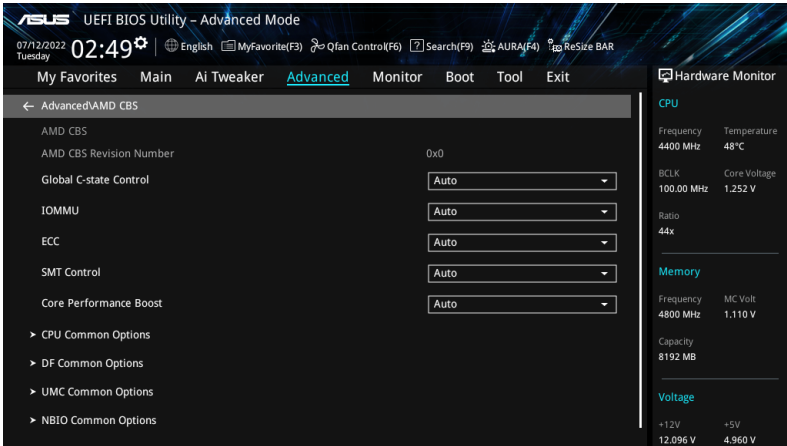 ASUS UEFI BIOS Utility – Advanced Mode
07/12/2022 Tuesday 02:49 English MyFavorite(F3) Qfan Control(F6) ? Search(F9) AURA(F4) ReSize BAR
My Favorites Main Ai Tweaker Advanced Monitor Boot Tool Exit
← Advanced\AMD CBS
AMD CBS
AMD CBS Revision Number 0x0
Global C-state Control Auto
IOMMU Auto
ECC Auto
SMT Control Auto
Core Performance Boost Auto
➤ CPU Common Options
➤ DF Common Options
➤ UMC Common Options
➤ NBIO Common Options
Hardware Monitor
CPU
Frequency Temperature
4400 MHz 48°C
BCLK Core Voltage
100.00 MHz 1.252 V
Ratio
44x
Memory
Frequency MC Volt
4800 MHz 1.110 V
Capacity
8192 MB
Voltage
+12V +5V
12.096 V 4.960 V